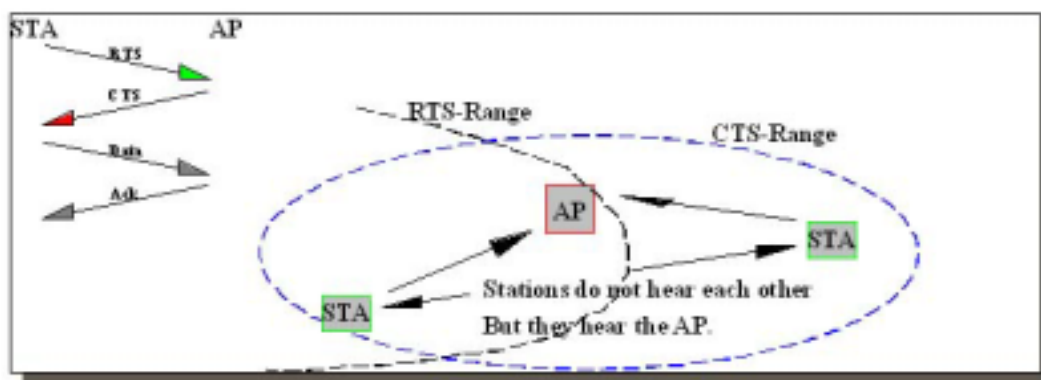 STA AP
RTS
CTS
Data
Ack
RTS-Range
CTS-Range
AP
STA
STA
Stations do not hear each other
But they hear the AP.